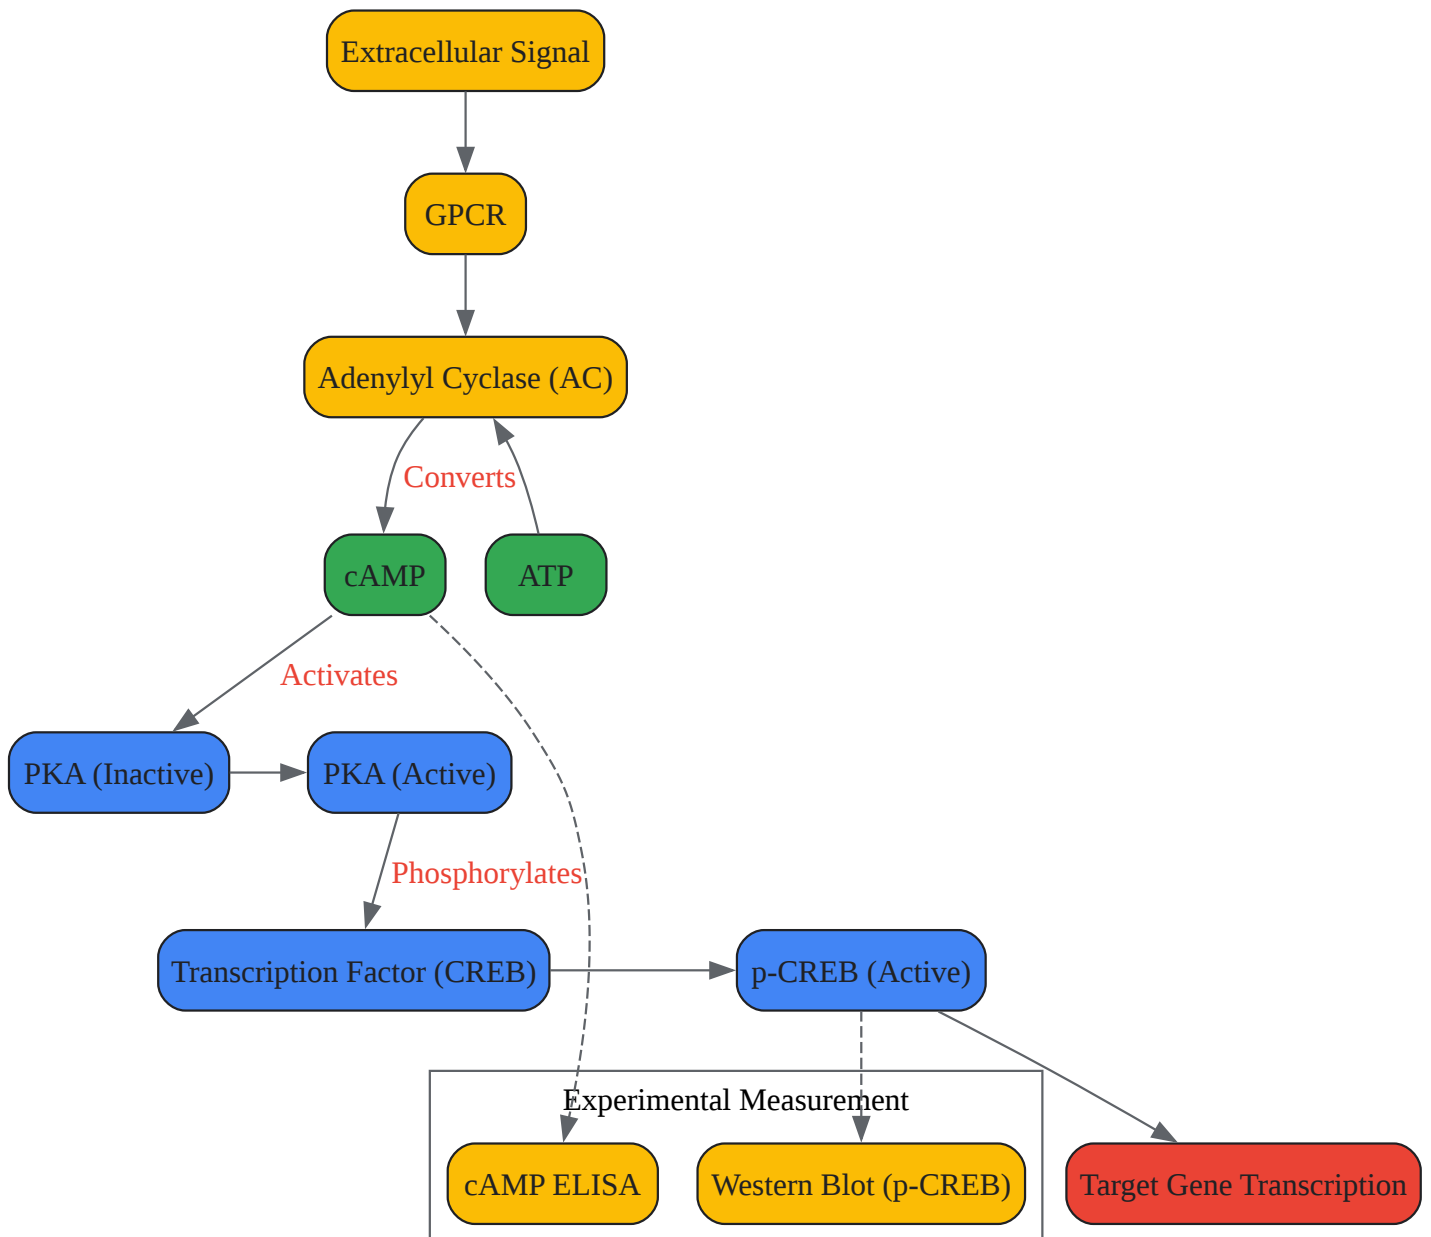 Extracellular Signal
GPCR
Adenylyl Cyclase (AC)
Converts
cAMP
ATP
Activates
PKA (Inactive)
PKA (Active)
Phosphorylates
Transcription Factor (CREB)
p-CREB (Active)
Experimental Measurement
cAMP ELISA
Western Blot (p-CREB)
Target Gene Transcription